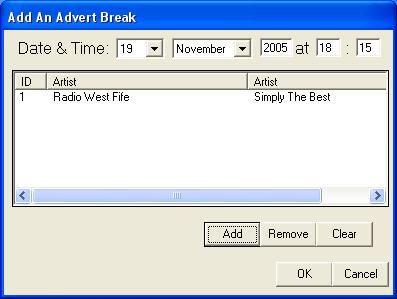 Add An Advert Break
Date & Time: 19 November 2005 at 18 : 15
ID Artist Artist
1 Radio West Fife Simply The Best
Add Remove Clear
OK Cancel